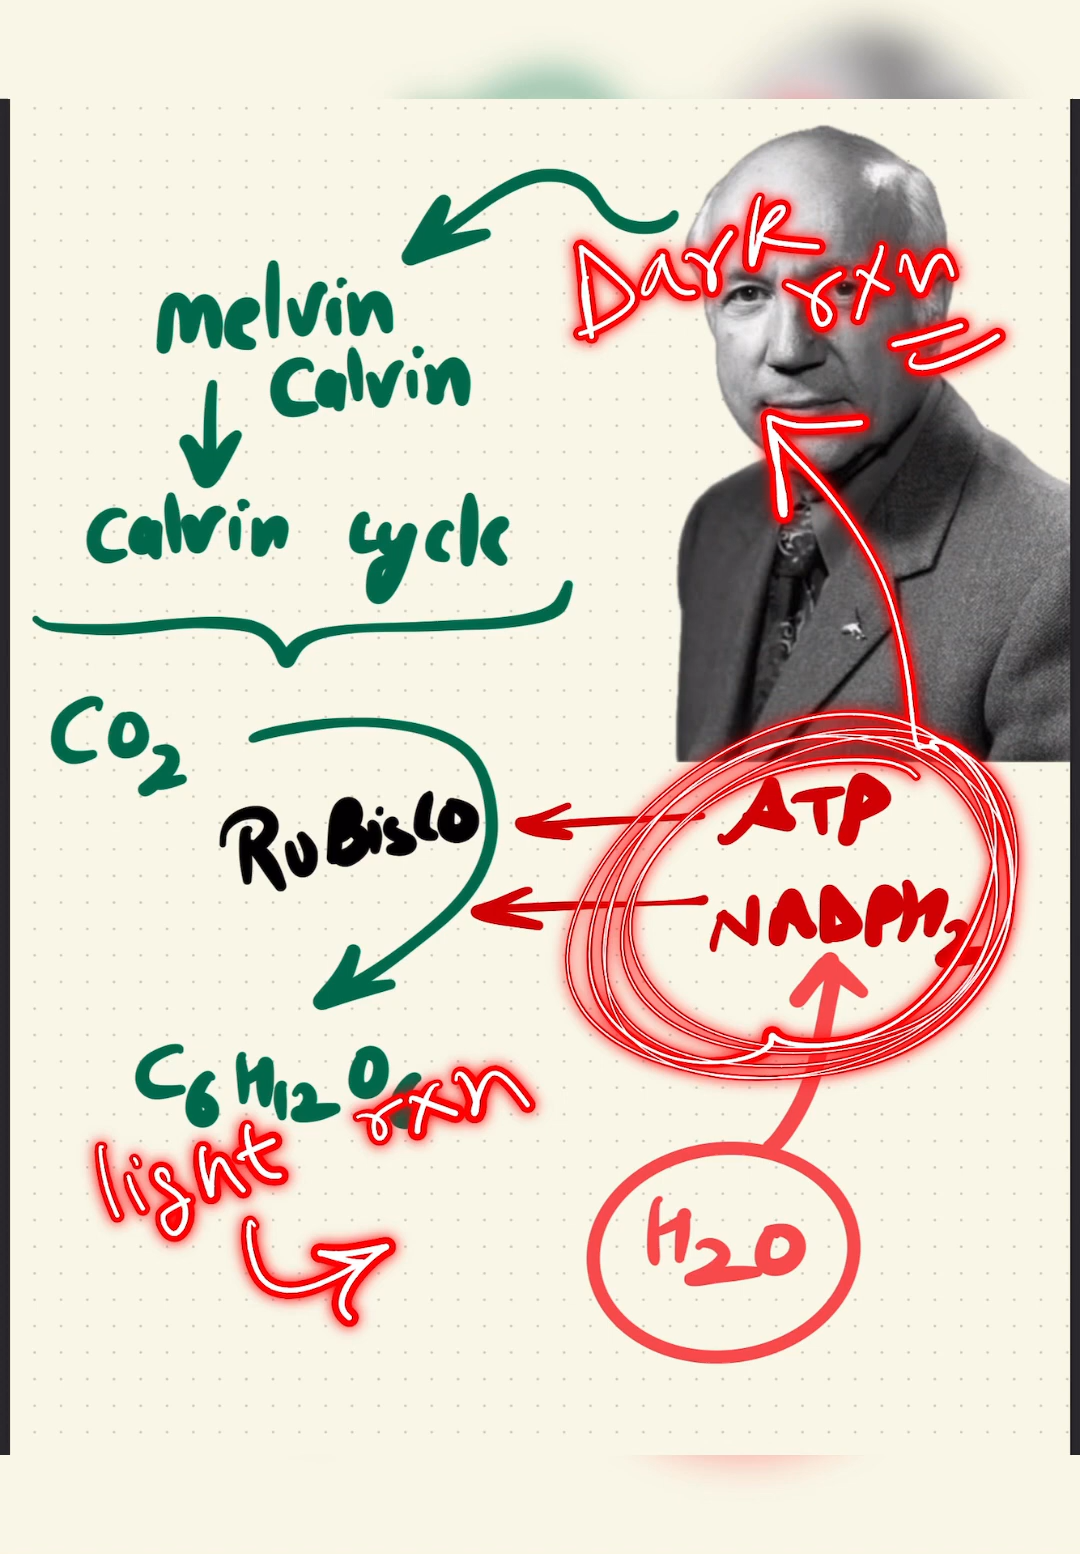 Dark rxn
melvin
Calvin
Calvin cycle
CO2
RuBisCO
ATP
NADPH2
C6H12O6
light rxn
H2O